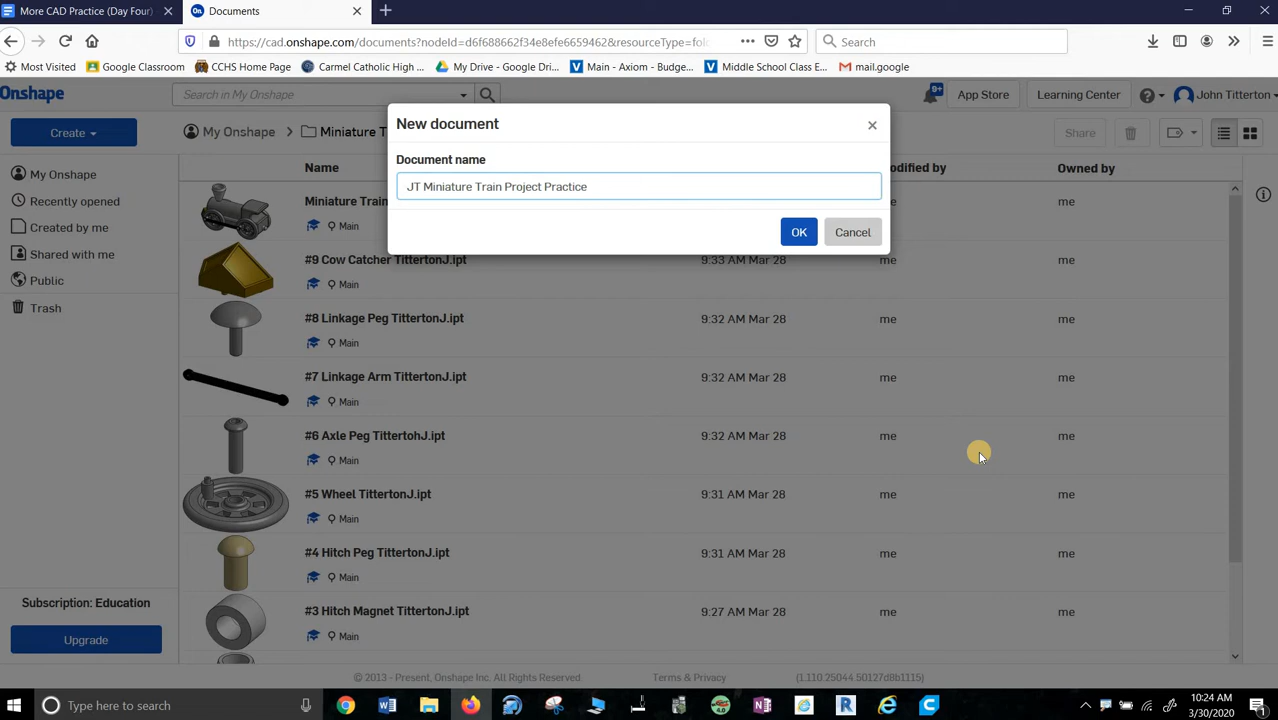 More CAD Practice (Day Four)
Documents
https://cad.onshape.com/documents?nodeId=d6f688662f34e8efe6659462&resourceType=fol
Search
Most Visited
Google Classroom
CCHS Home Page
Carmel Catholic High ...
My Drive - Google Dri...
Main - Axiom - Budge...
Middle School Class E...
mail.google
Onshape
Search in My Onshape
9+
App Store
Learning Center
John Titterton
Create
My Onshape
Miniature T
Share
New document
Document name
JT Miniature Train Project Practice
OK
Cancel
My Onshape
Recently opened
Created by me
Shared with me
Public
Trash
Name
odified by
Owned by
Miniature Train
me
me
Main
#9 Cow Catcher TittertonJ.ipt
9:33 AM Mar 28
me
me
Main
#8 Linkage Peg TittertonJ.ipt
9:32 AM Mar 28
me
me
Main
#7 Linkage Arm TittertonJ.ipt
9:32 AM Mar 28
me
me
Main
#6 Axle Peg TittertohJ.ipt
9:32 AM Mar 28
me
me
Main
#5 Wheel TittertonJ.ipt
9:31 AM Mar 28
me
me
Main
#4 Hitch Peg TittertonJ.ipt
9:31 AM Mar 28
me
me
Main
#3 Hitch Magnet TittertonJ.ipt
9:27 AM Mar 28
me
me
Main
Subscription: Education
Upgrade
© 2013 - Present, Onshape Inc. All Rights Reserved.
Terms & Privacy
(1.110.25044.50127d8b1115)
Type here to search
10:24 AM
3/30/2020